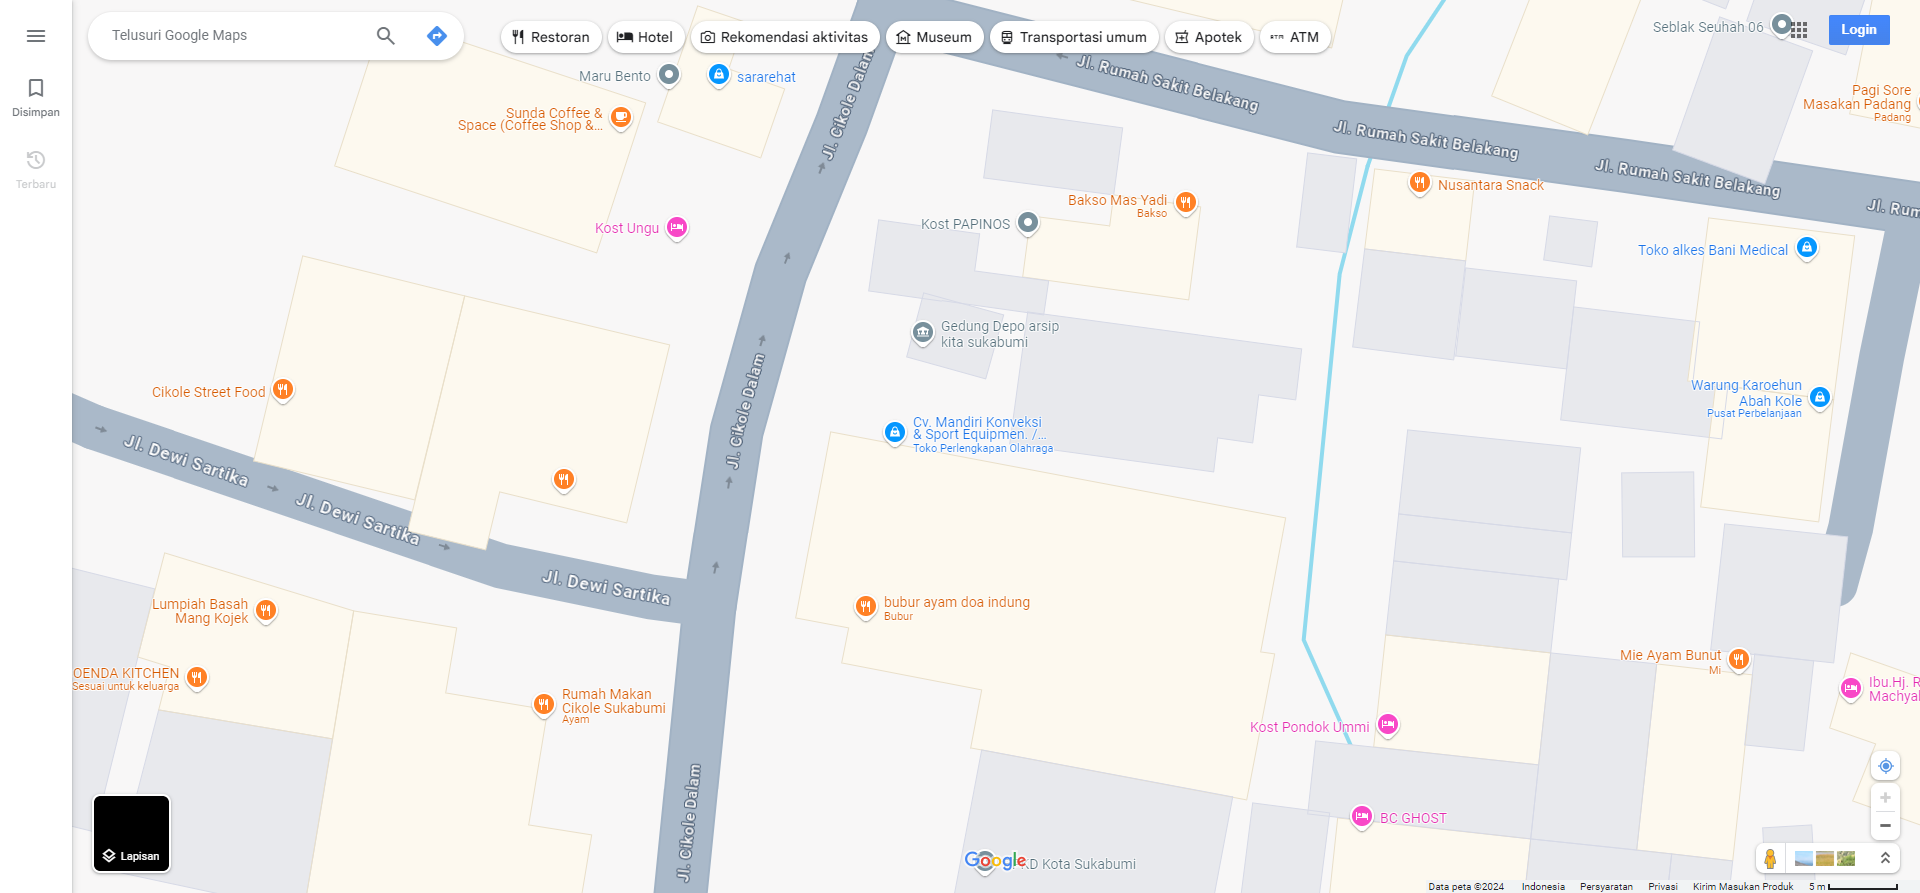 Telusuri Google Maps
Restoran
Hotel
Rekomendasi aktivitas
Museum
Transportasi umum
Apotek
ATM
Seblak Seuhah 06
Login
Disimpan
Terbaru
Maru Bento
sararehat
Sunda Coffee &
Space (Coffee Shop &...
Jl. Cikole Dalam
Jl. Rumah Sakit Belakang
Jl. Rumah Sakit Belakang
Jl. Rumah Sakit Belakang
Jl. Rum
Pagi Sore
Masakan Padang
Padang
Nusantara Snack
Bakso Mas Yadi
Bakso
Kost PAPINOS
Kost Ungu
Toko alkes Bani Medical
Gedung Depo arsip
kita sukabumi
Cikole Street Food
Jl. Cikole Dalam
Warung Karoehun
Abah Kole
Pusat Perbelanjaan
Cv. Mandiri Konveksi
& Sport Equipmen. /...
Toko Perlengkapan Olahraga
Jl. Dewi Sartika
Jl. Dewi Sartika
Jl. Dewi Sartika
Lumpiah Basah
Mang Kojek
bubur ayam doa indung
Bubur
OENDA KITCHEN
Sesuai untuk keluarga
Mie Ayam Bunut
Mi
Rumah Makan
Cikole Sukabumi
Ayam
Ibu.Hj. R
Machyal
Kost Pondok Ummi
BC GHOST
Jl. Cikole Dalam
Lapisan
Google
KD Kota Sukabumi
Data peta ©2024
Indonesia
Persyaratan
Privasi
Kirim Masukan Produk
5 m